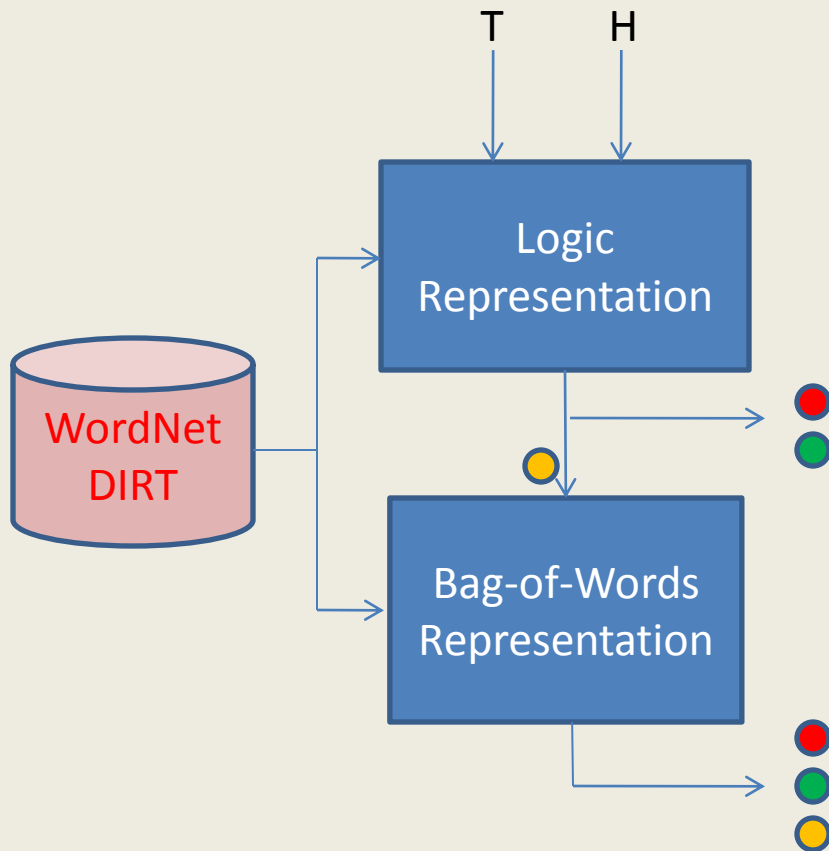 T H
Logic
Representation
WordNet
DIRT
Bag-of-Words
Representation